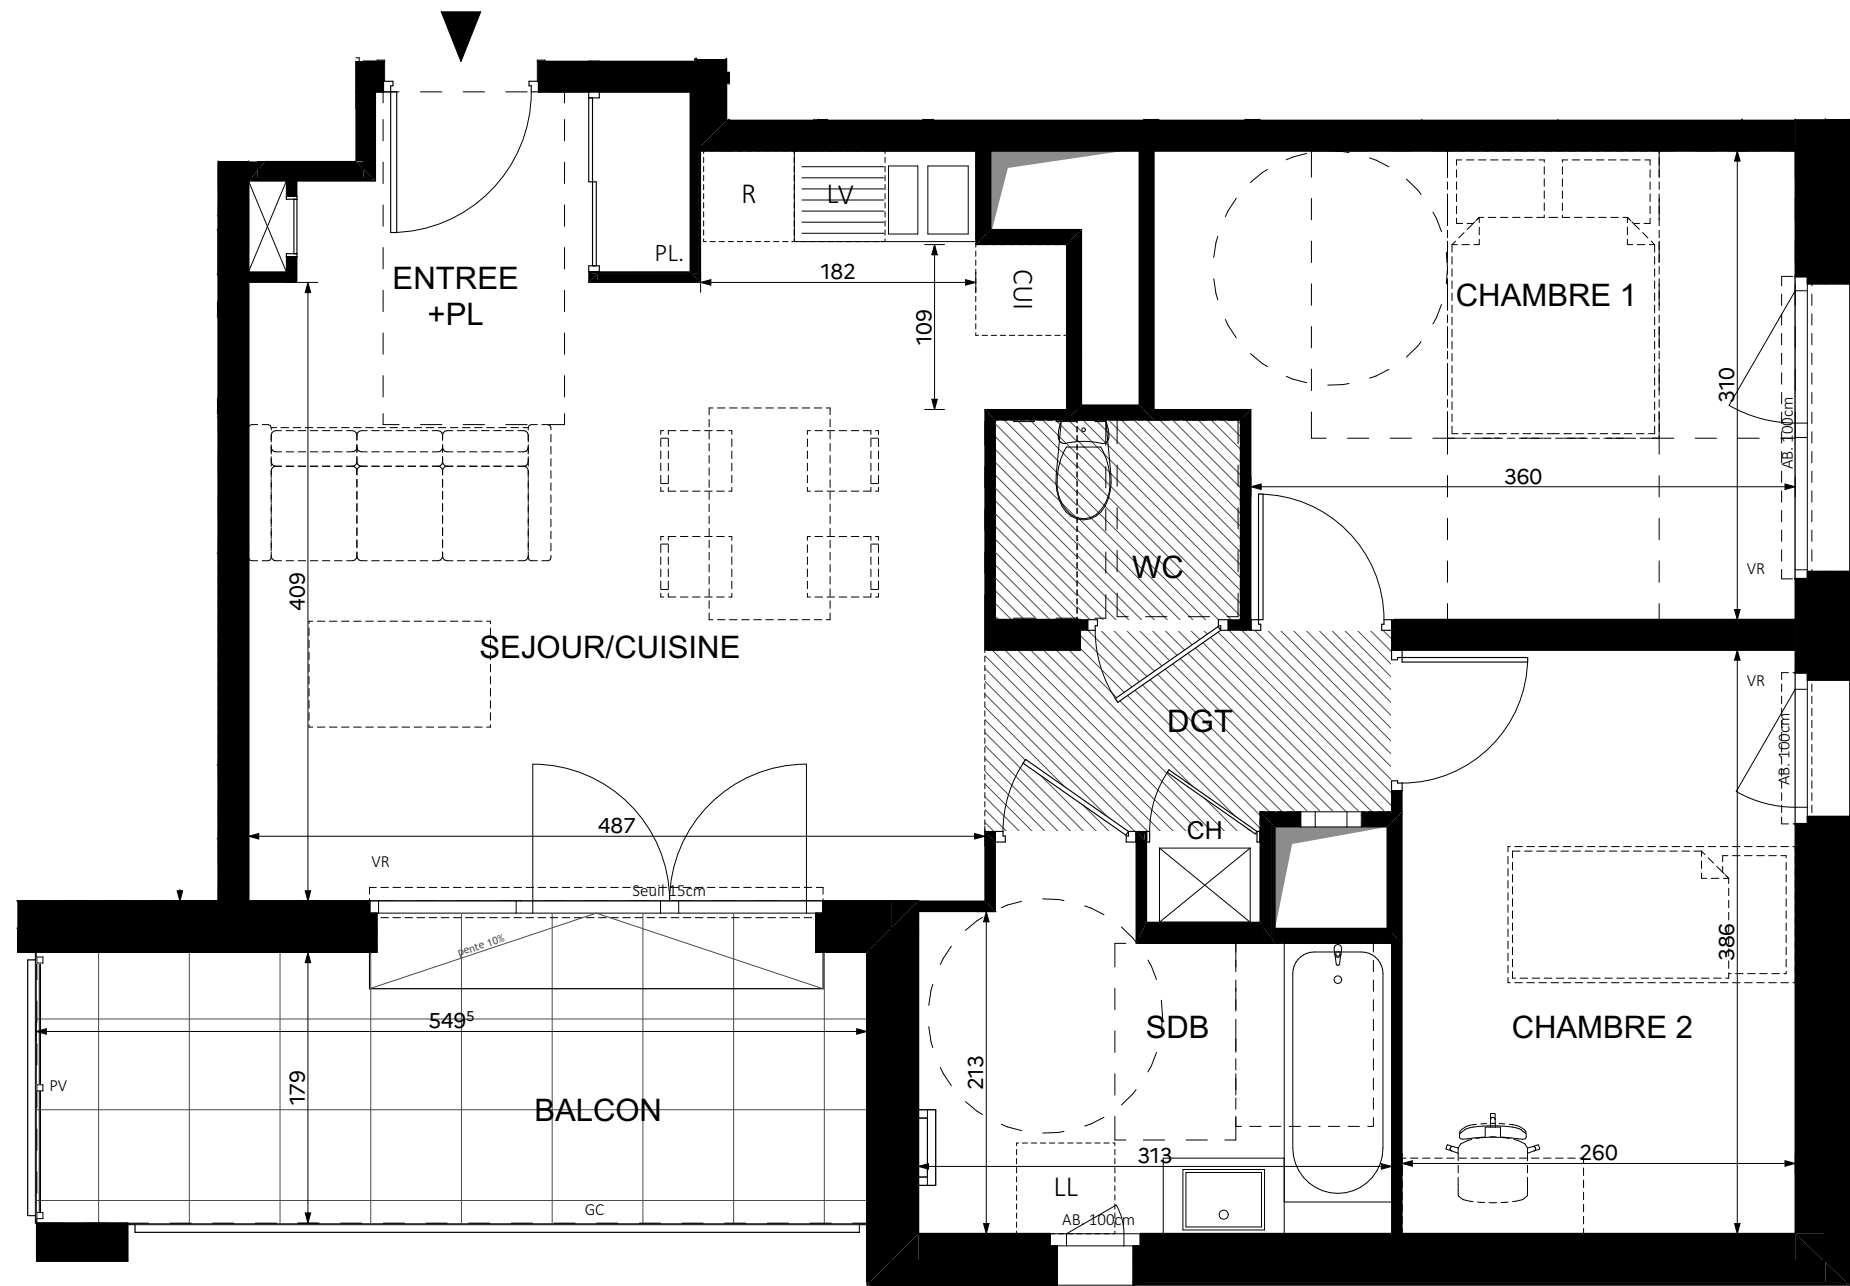 R
LV
PL.
ENTREE
+PL
182
CUI
109
CHAMBRE 1
310
AB. 100cm
360
VR
WC
409
SEJOUR/CUISINE
DGT
VR
AB. 100cm
487
CH
VR
Seuil 15cm
pente 10%
386
549⁵
SDB
CHAMBRE 2
213
179
PV
BALCON
313
260
LL
GC
AB. 100cm